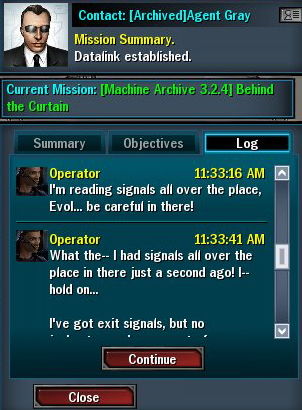 Contact: [Archived]Agent Gray
Mission Summary.
Datalink established.
Current Mission: [Machine Archive 3.2.4] Behind
the Curtain
Summary
Objectives
Log
Operator 11:33:16 AM
I'm reading signals all over the place,
Evol... be careful in there!
Operator 11:33:41 AM
What the-- I had signals all over the
place in there just a second ago! I--
hold on...
I've got exit signals, but no
Continue
Close